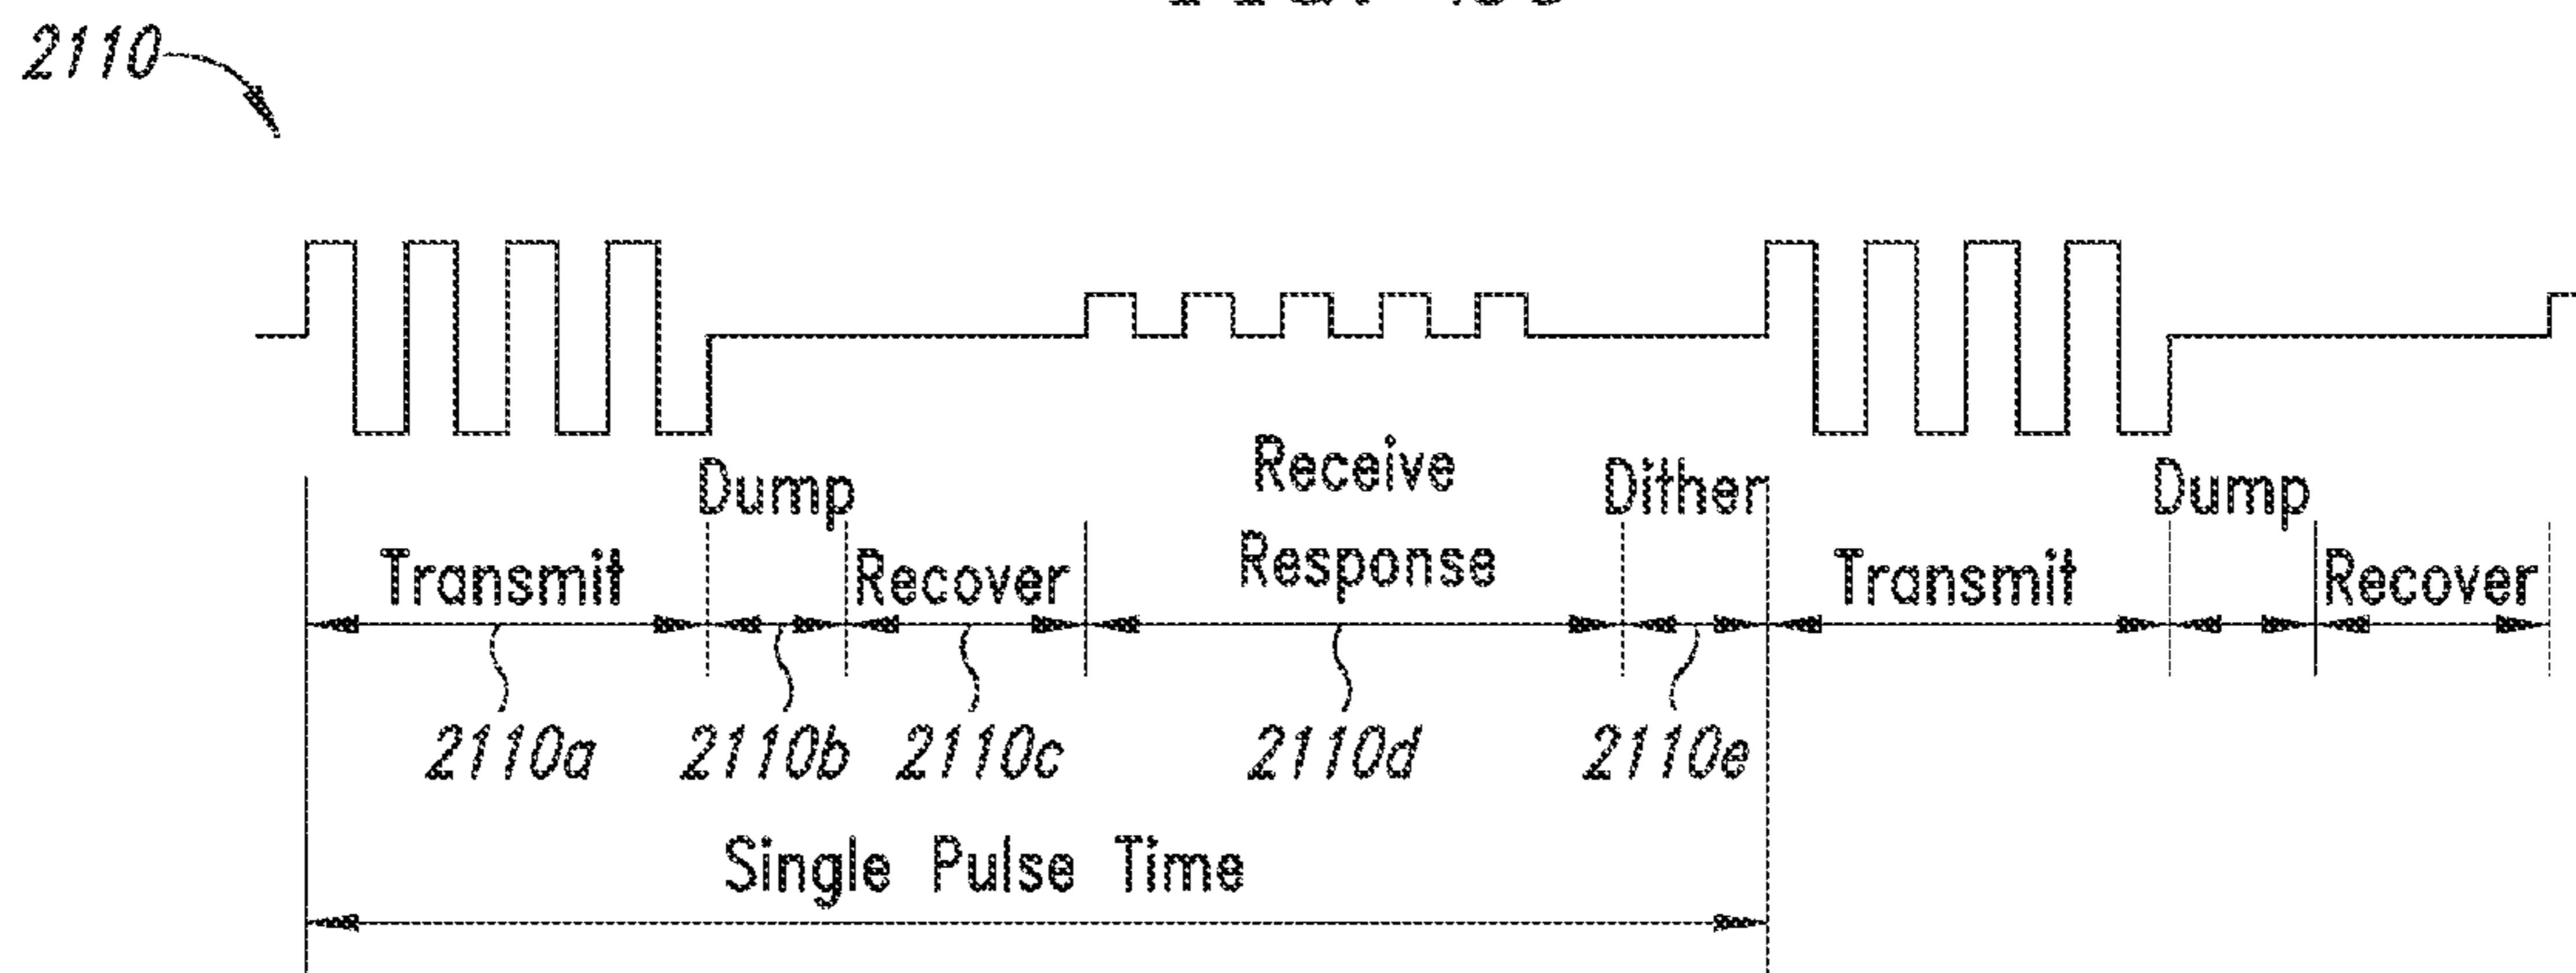 2110
Dump
Receive
Response
Dither
Dump
Transmit
Recover
Transmit
Recover
2110a
2110b
2110c
2110d
2110e
Single Pulse Time